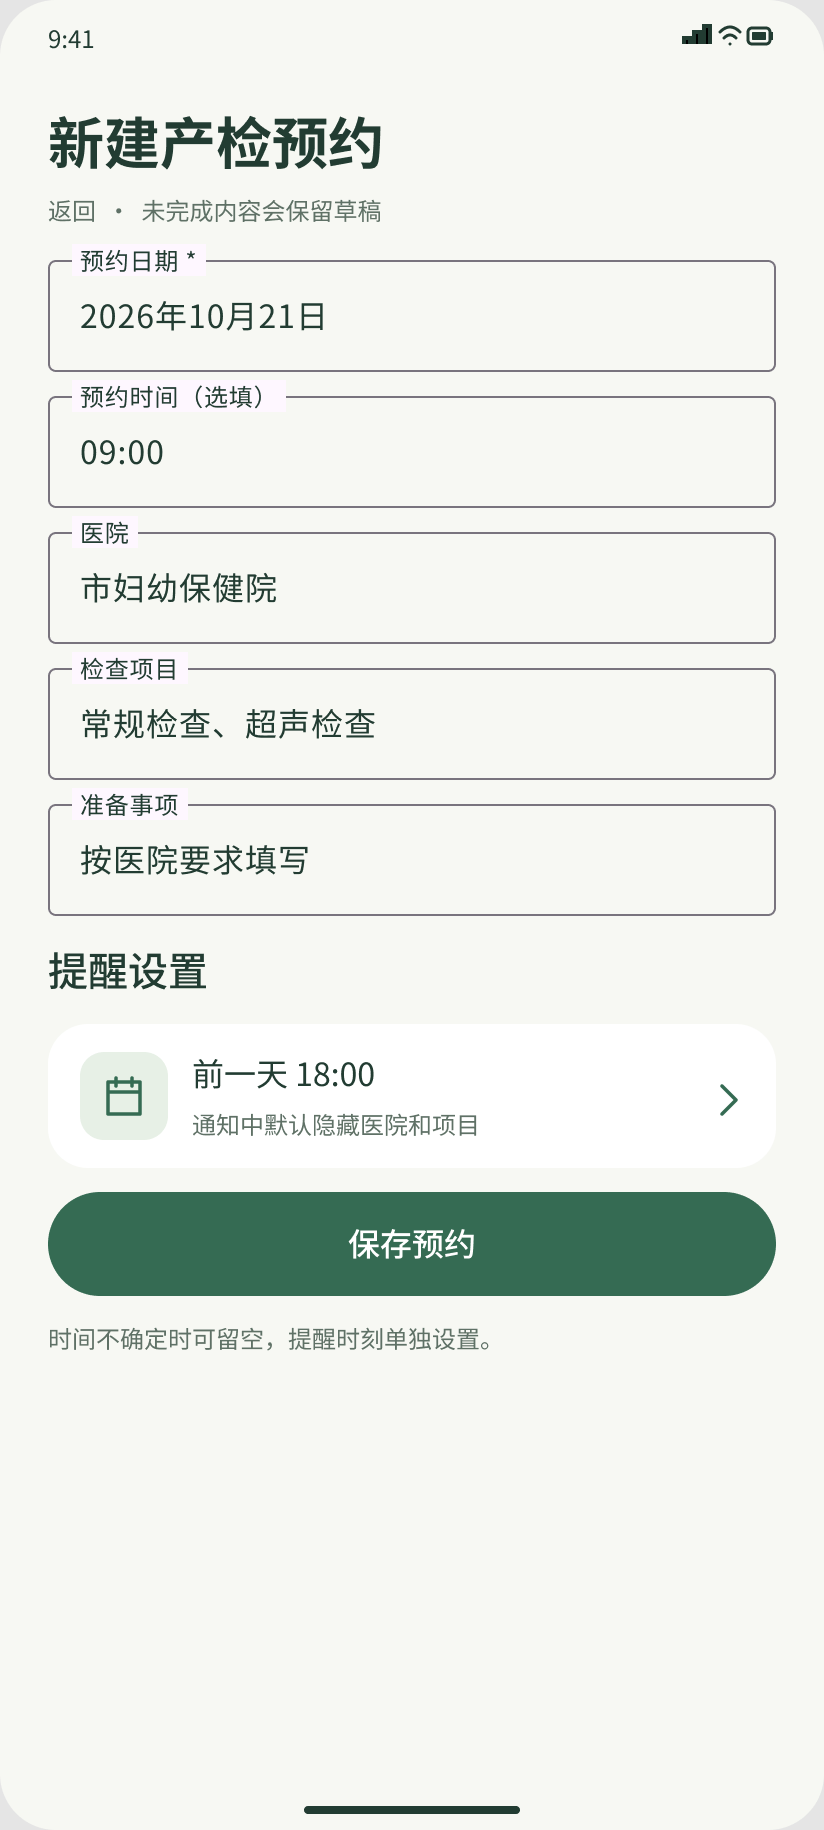 9:41
新建产检预约
返回 · 未完成内容会保留草稿
预约日期 *
2026年10月21日
预约时间（选填）
09:00
医院
市妇幼保健院
检查项目
常规检查、超声检查
准备事项
按医院要求填写
提醒设置
前一天 18:00
通知中默认隐藏医院和项目
保存预约
时间不确定时可留空，提醒时刻单独设置。